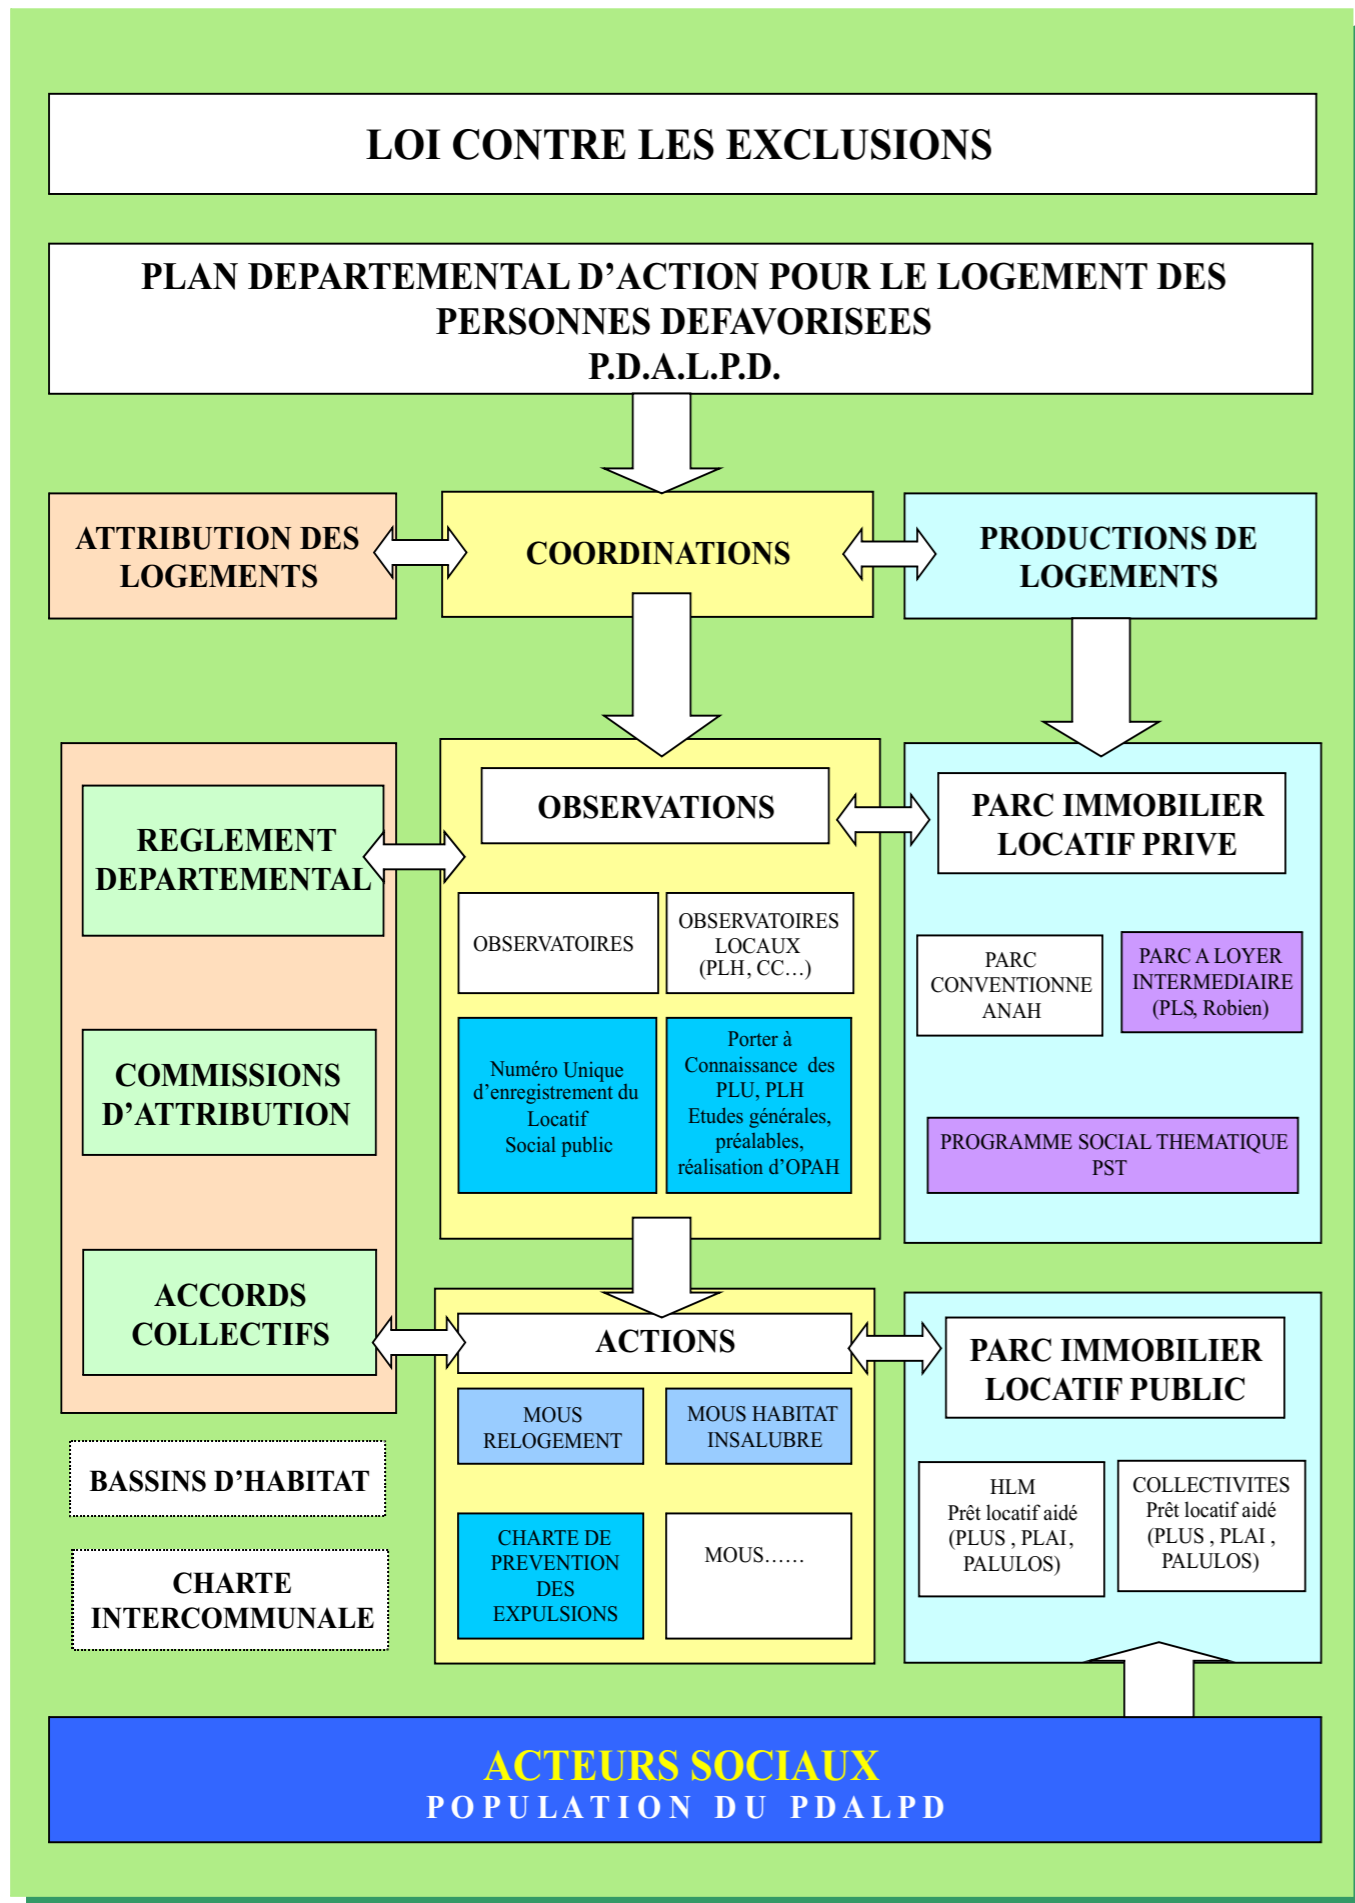 LOI CONTRE LES EXCLUSIONS
PLAN DEPARTEMENTAL D’ACTION POUR LE LOGEMENT DES
PERSONNES DEFAVORISEES
P.D.A.L.P.D.
ATTRIBUTION DES
LOGEMENTS
COORDINATIONS
PRODUCTIONS DE
LOGEMENTS
REGLEMENT
DEPARTEMENTAL
COMMISSIONS
D’ATTRIBUTION
ACCORDS
COLLECTIFS
BASSINS D’HABITAT
CHARTE
INTERCOMMUNALE
OBSERVATIONS
OBSERVATOIRES
OBSERVATOIRES
LOCAUX
(PLH, CC…)
Numéro Unique
d’enregistrement du
Locatif
Social public
Porter à
Connaissance des
PLU, PLH
Etudes générales,
préalables,
réalisation d’OPAH
ACTIONS
MOUS
RELOGEMENT
MOUS HABITAT
INSALUBRE
CHARTE DE
PREVENTION
DES
EXPULSIONS
MOUS……
PARC IMMOBILIER
LOCATIF PRIVE
PARC
CONVENTIONNE
ANAH
PARC A LOYER
INTERMEDIAIRE
(PLS, Robien)
PROGRAMME SOCIAL THEMATIQUE
PST
PARC IMMOBILIER
LOCATIF PUBLIC
HLM
Prêt locatif aidé
(PLUS , PLAI ,
PALULOS)
COLLECTIVITES
Prêt locatif aidé
(PLUS , PLAI ,
PALULOS)
ACTEURS SOCIAUX
POPULATION DU PDALPD